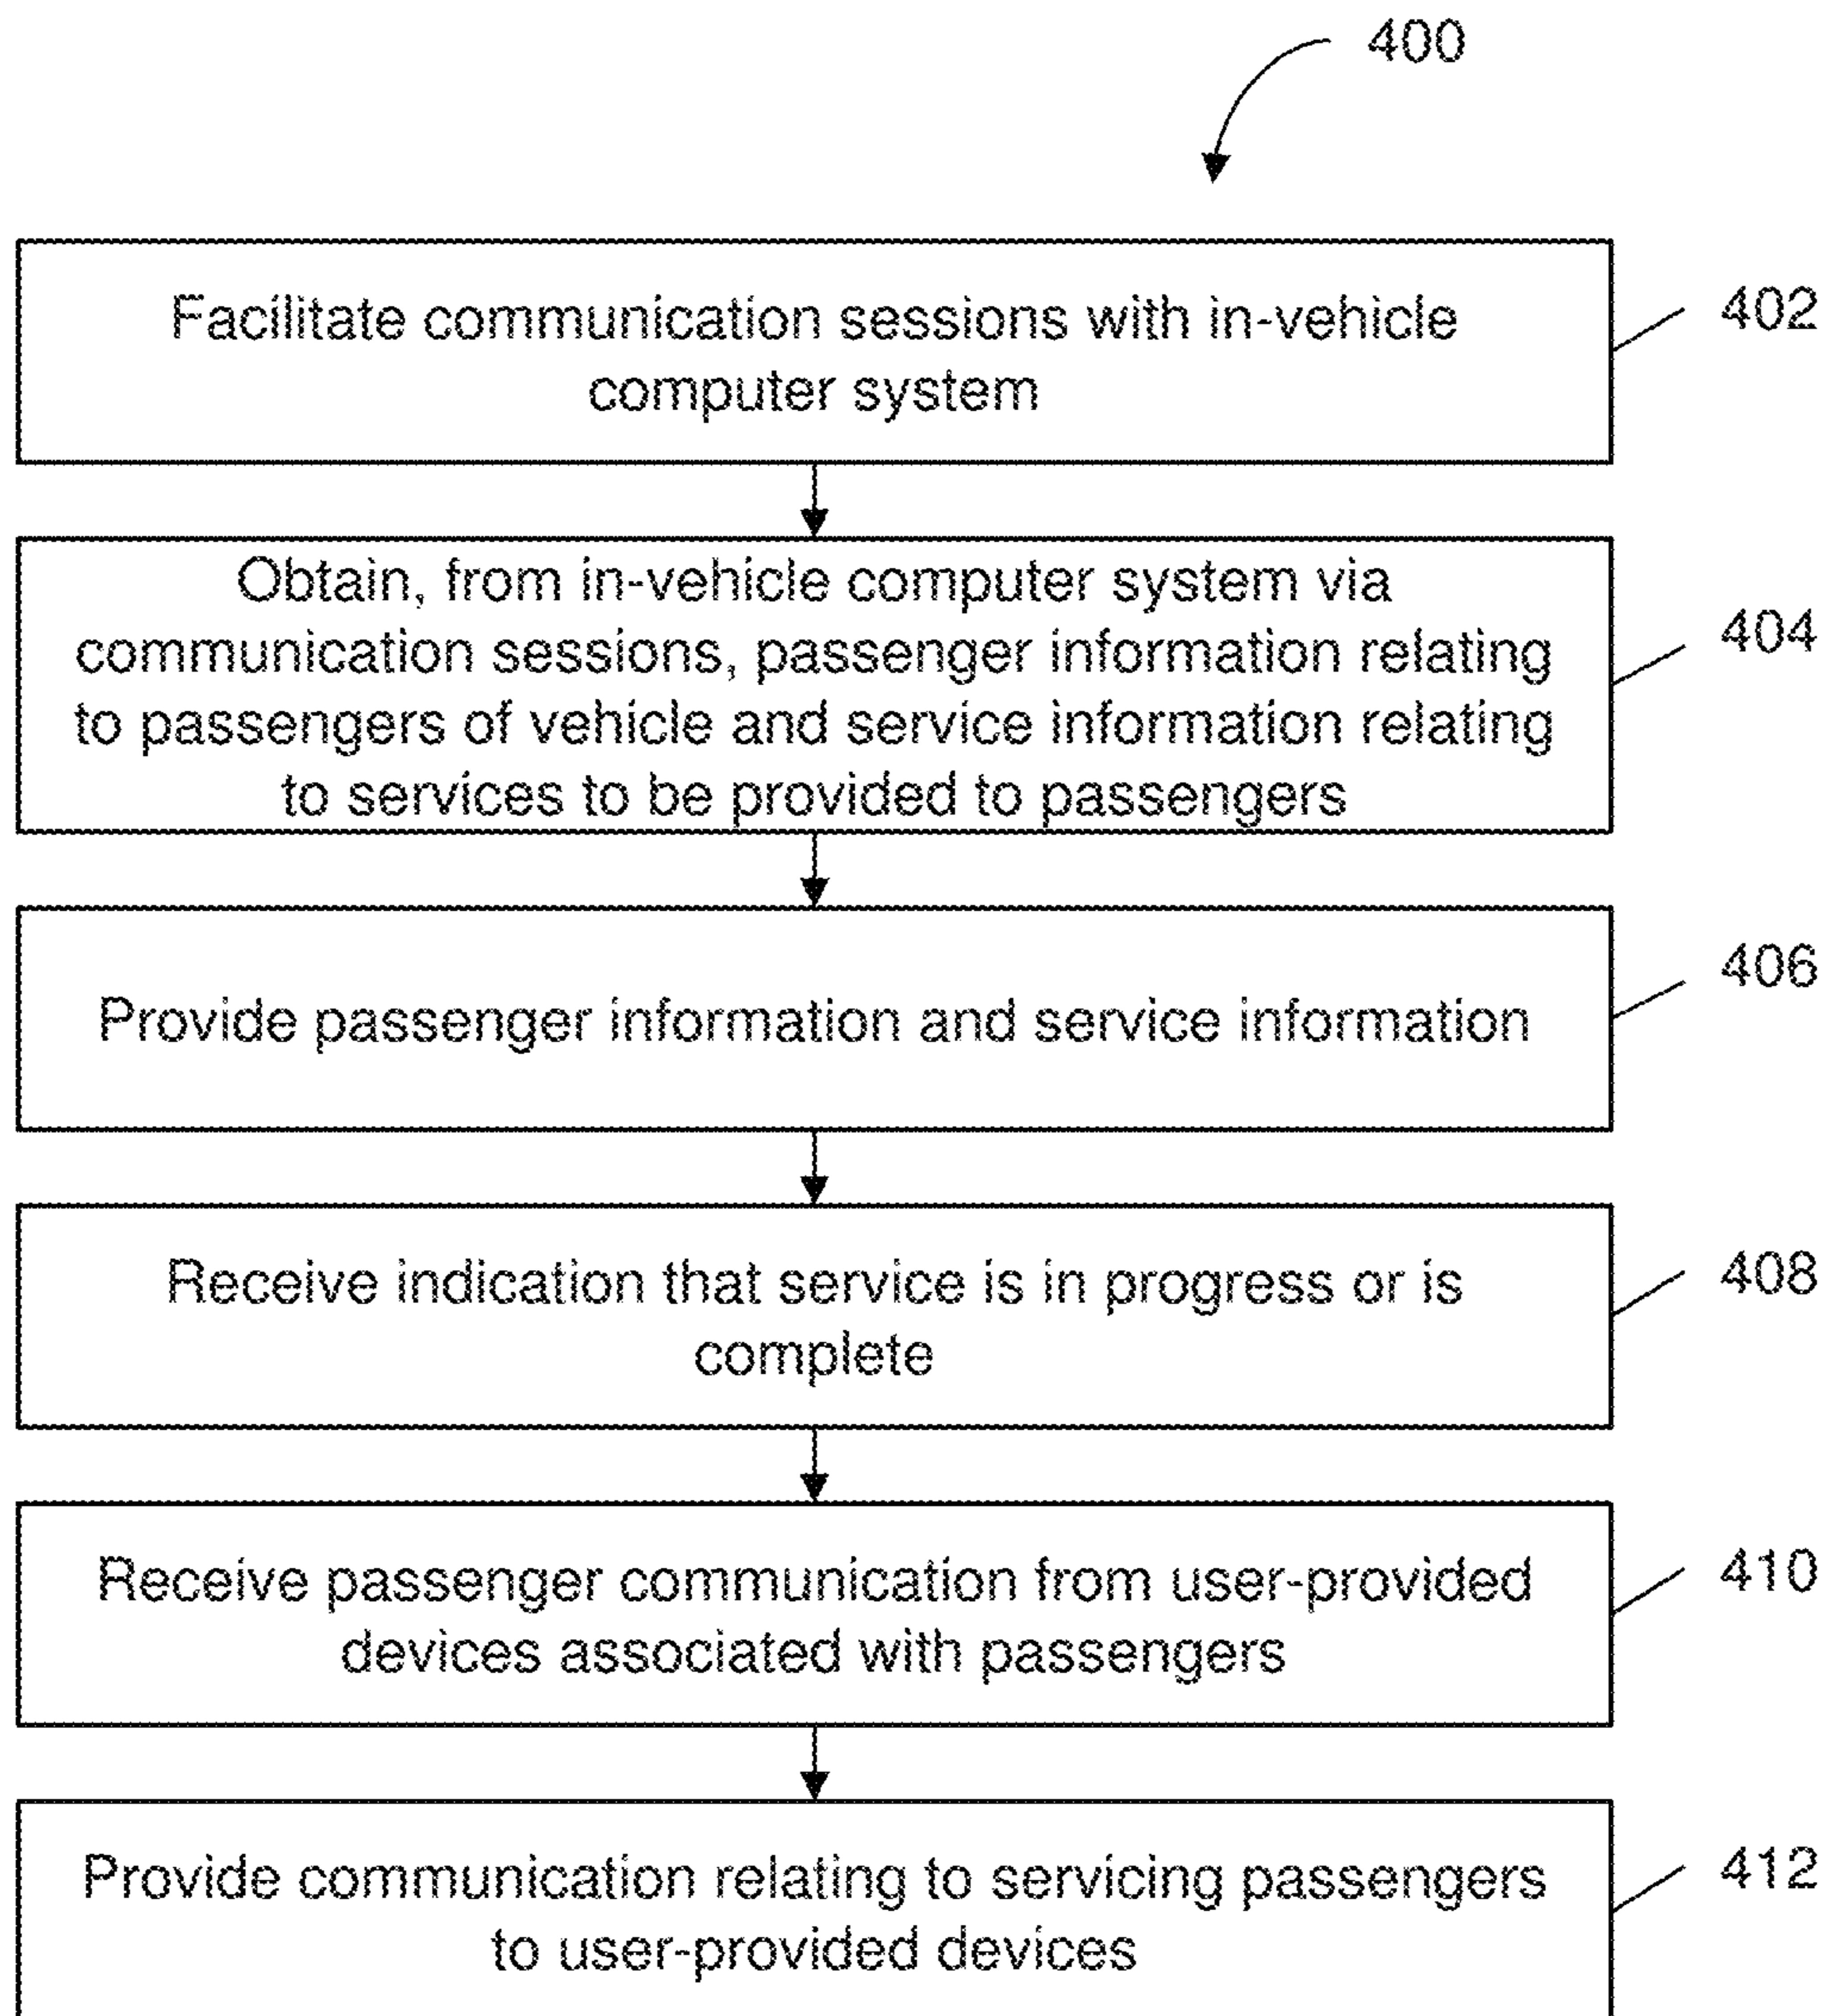 400
Facilitate communication sessions with in-vehicle
computer system
402
Obtain, from in-vehicle computer system via
communication sessions, passenger information relating
to passengers of vehicle and service information relating
to services to be provided to passengers
404
Provide passenger information and service information
406
Receive indication that service is in progress or is
complete
408
Receive passenger communication from user-provided
devices associated with passengers
410
Provide communication relating to servicing passengers
to user-provided devices
412